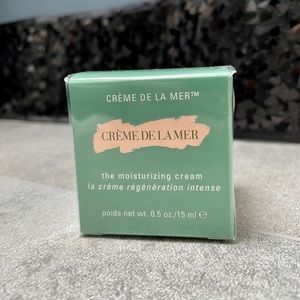 CRÈME DE LA MER™
CRÈME DE LA MER
the moisturizing cream
la crème régénération intense
poids net wt. 0.5 oz./15 ml ℮